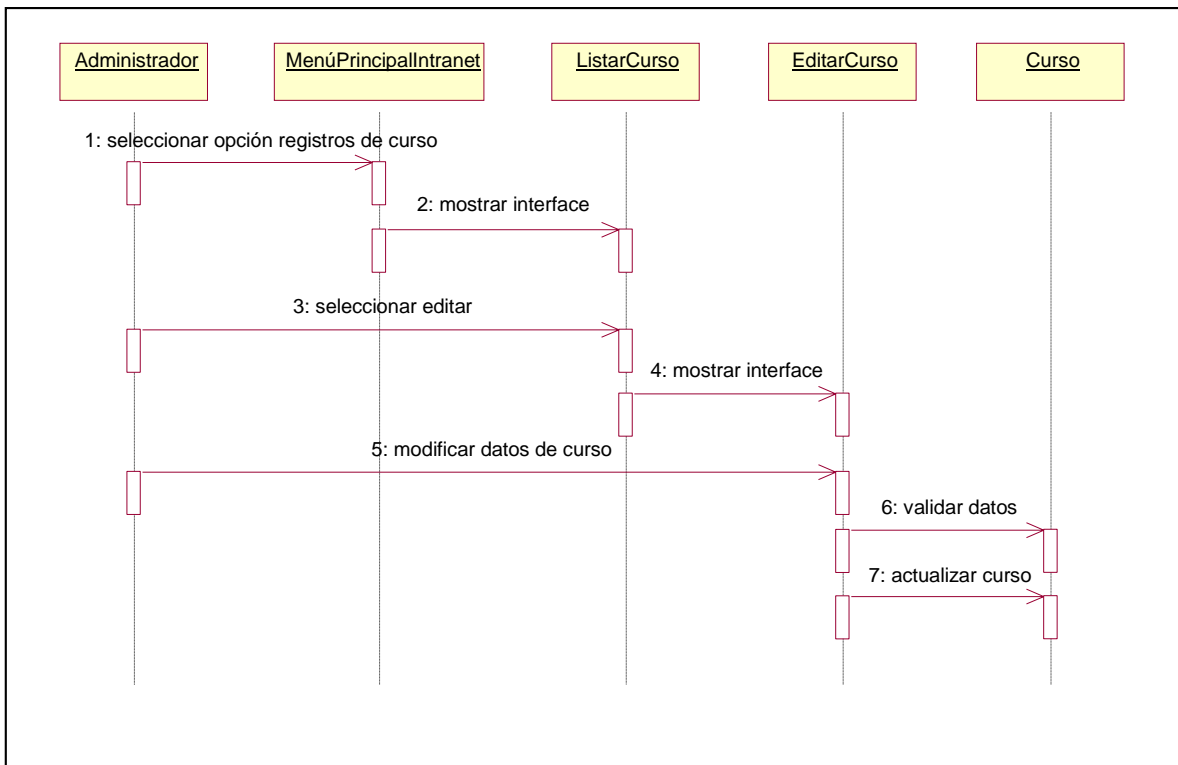 Administrador
MenúPrincipalIntranet
ListarCurso
EditarCurso
Curso
1: seleccionar opción registros de curso
2: mostrar interface
3: seleccionar editar
4: mostrar interface
5: modificar datos de curso
6: validar datos
7: actualizar curso